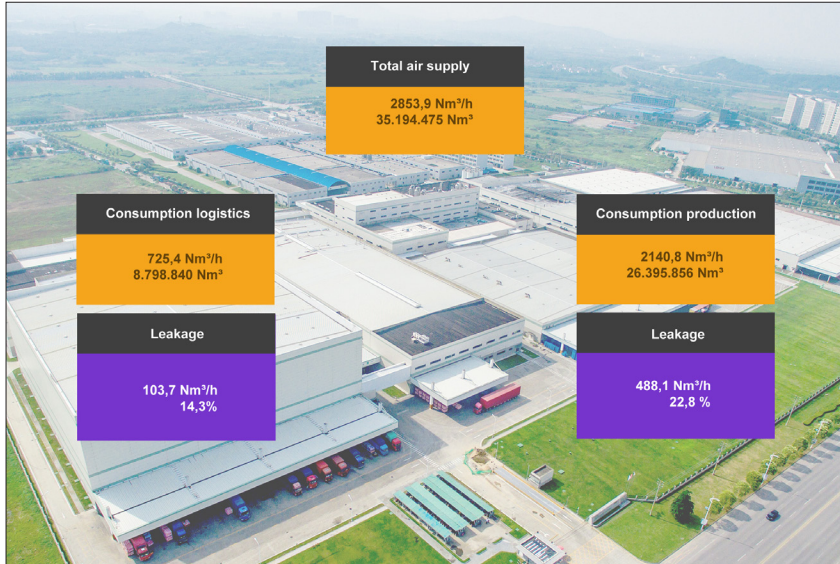 Total air supply
2853,9 Nm³/h
35.194.475 Nm³
Consumption logistics
725,4 Nm³/h
8.798.840 Nm³
Leakage
103,7 Nm³/h
14,3%
Consumption production
2140,8 Nm³/h
26.395.856 Nm³
Leakage
488,1 Nm³/h
22,8 %